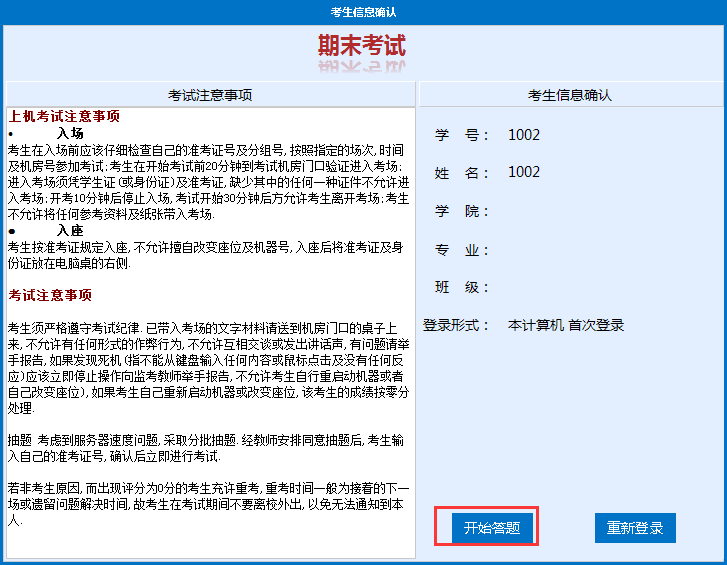 考生信息确认
期末考试
考试注意事项
上机考试注意事项
● 入场
考生在入场前应该仔细检查自己的准考证号及分组号,按照指定的场次,时间
及机房号参加考试;考生在开始考试前20分钟到考试机房门口验证进入考场;
进入考场须凭学生证(或身份证)及准考证,缺少其中的任何一种证件不允许进
入考场;开考10分钟后停止入场,考试开始30分钟后方允许考生离开考场;考生
不允许将任何参考资料及纸张带入考场.
● 入座
考生按准考证规定入座,不允许擅自改变座位及机器号,入座后将准考证及身
份证放在电脑桌的右侧.
考试注意事项
考生须严格遵守考试纪律.已带入考场的文字材料请送到机房门口的桌子上
来,不允许有任何形式的作弊行为,不允许互相交谈或发出讲话声,有问题请举
手报告,如果发现死机(指不能从键盘输入任何内容或鼠标点击及没有任何反
应)应该立即停止操作向监考教师举手报告,不允许考生自行重启动机器或者
自己改变座位),如果考生自己重新启动机器或改变座位,该考生的成绩按零分
处理.
抽题 考虑到服务器速度问题,采取分批抽题.经教师安排同意抽题后,考生输
入自己的准考证号,确认后立即进行考试.
若非考生原因,而出现评分为0分的考生充许重考,重考时间一般为接着的下一
场或遗留问题解决时间,故考生在考试期间不要离校外出,以免无法通知到本
人.
考生信息确认
学 号： 1002
姓 名： 1002
学 院：
专 业：
班 级：
登录形式： 本计算机 首次登录
开始答题
重新登录